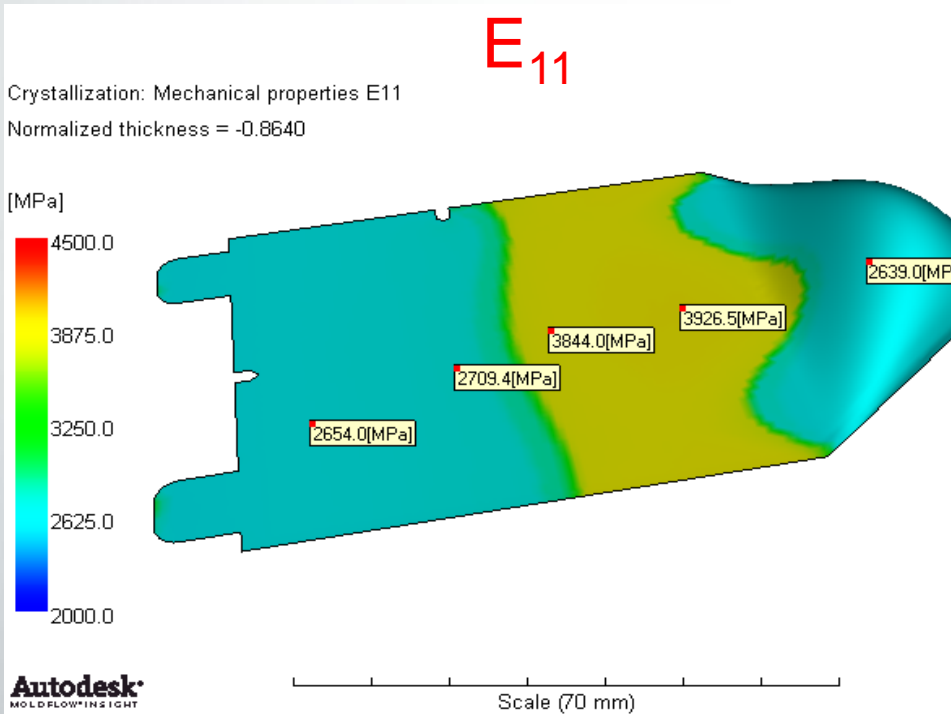 E11
Crystallization: Mechanical properties E11
Normalized thickness = -0.8640
[MPa]
4500.0
3875.0
3250.0
2625.0
2000.0
2639.0[MP
3926.5[MPa]
3844.0[MPa]
2709.4[MPa]
2654.0[MPa]
Autodesk
MOLDFLOW INSIGHT
Scale (70 mm)